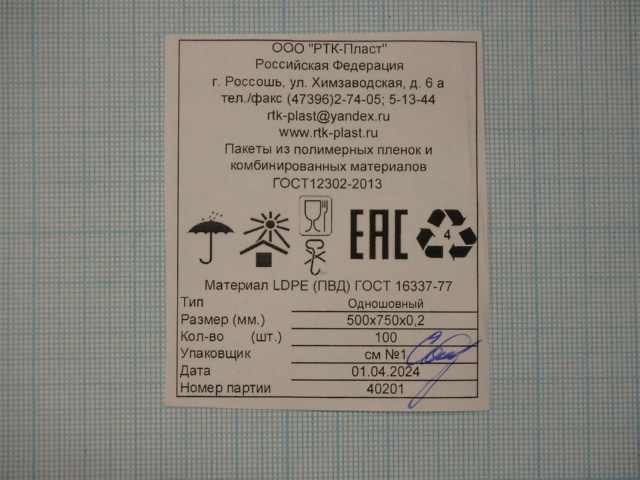 ООО "РТК-Пласт"
Российская Федерация
г. Россошь, ул. Химзаводская, д. 6 а
тел./факс (47396)2-74-05; 5-13-44
rtk-plast@yandex.ru
www.rtk-plast.ru
Пакеты из полимерных пленок и
комбинированных материалов
ГОСТ12302-2013
EAC 4
Материал LDPE (ПВД) ГОСТ 16337-77
Тип Одношовный
Размер (мм.) 500x750x0,2
Кол-во (шт.) 100
Упаковщик см №1
Дата 01.04.2024
Номер партии 40201